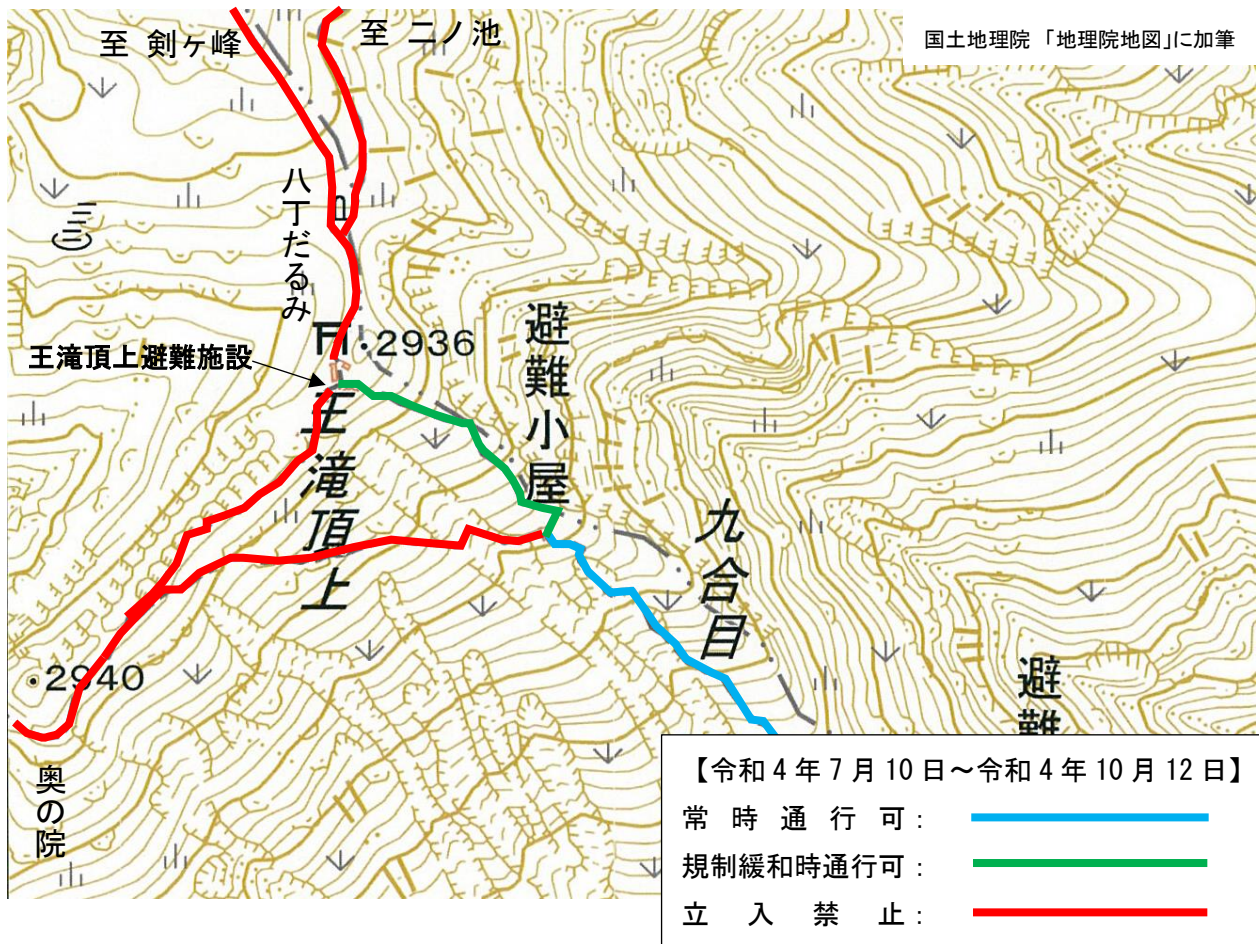 至 剣ヶ峰
至 二ノ池
国土地理院 「地理院地図」に加筆
八丁だるみ
2936
王滝頂上避難施設
避難小屋
王滝頂上
九合目
2940
避難
奥の院
【令和4年7月10日～令和4年10月12日】
常時通行可：
規制緩和時通行可：
立入禁止：